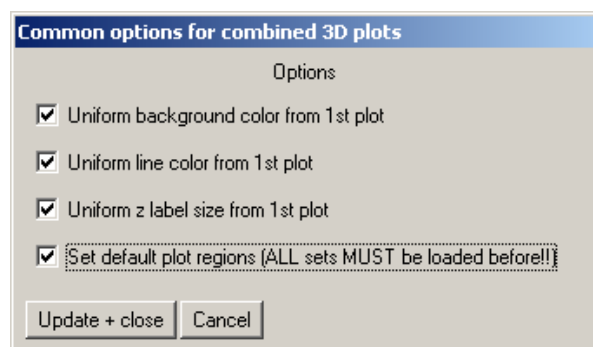 Common options for combined 3D plots
Options
Uniform background color from 1st plot
Uniform line color from 1st plot
Uniform z label size from 1st plot
Set default plot regions (ALL sets MUST be loaded before!!)
Update + close Cancel